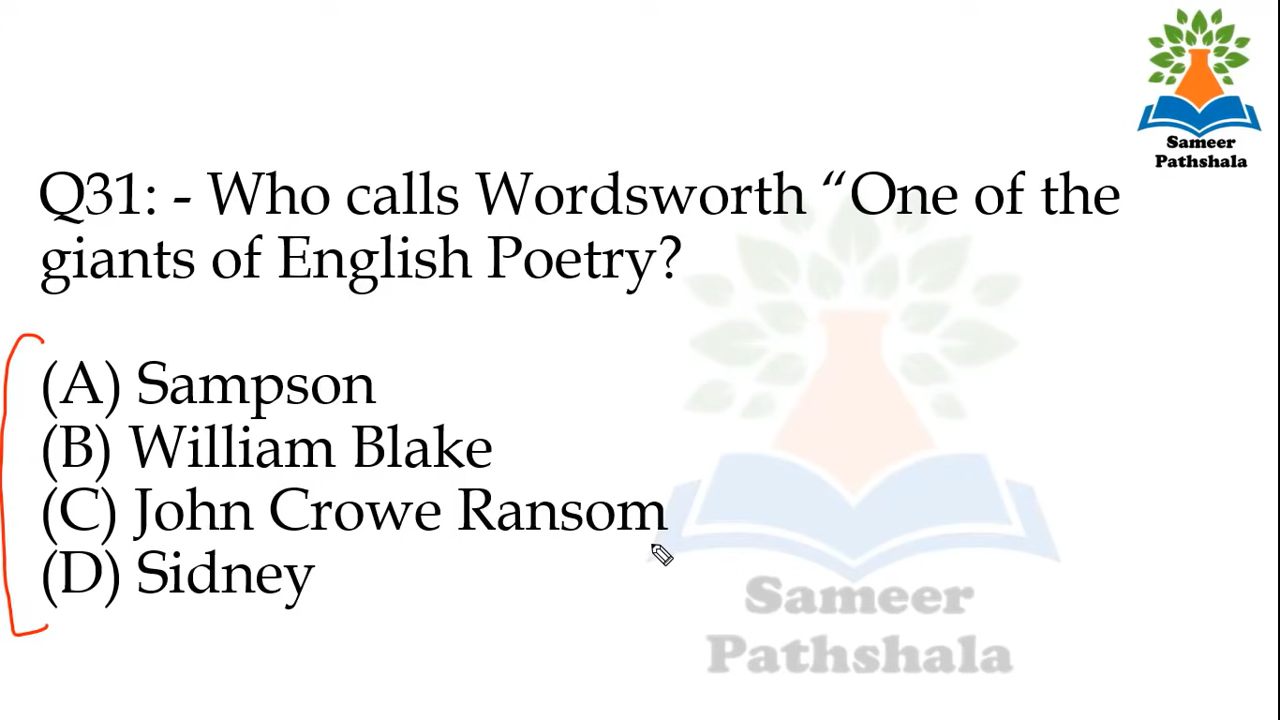 Sameer
Pathshala
Q31: - Who calls Wordsworth “One of the
giants of English Poetry?
(A) Sampson
(B) William Blake
(C) John Crowe Ransom
(D) Sidney
Sameer
Pathshala